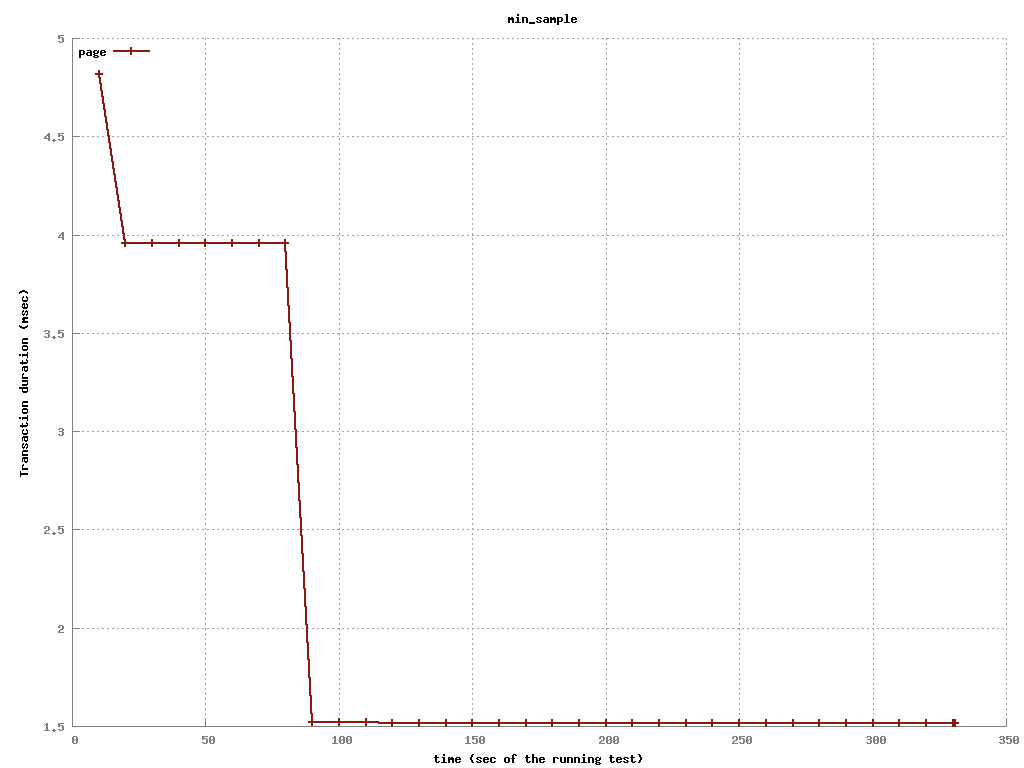 min_sample
page
5
4.5
4
3.5
3
2.5
2
1.5
Transaction duration (msec)
0 50 100 150 200 250 300 350
time (sec of the running test)